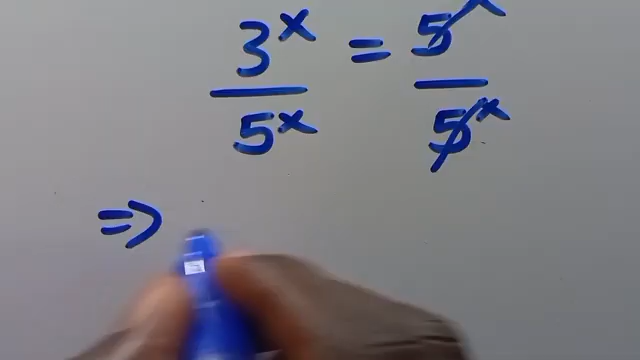 3^x / 5^x = 5^x / 5^x
⇒